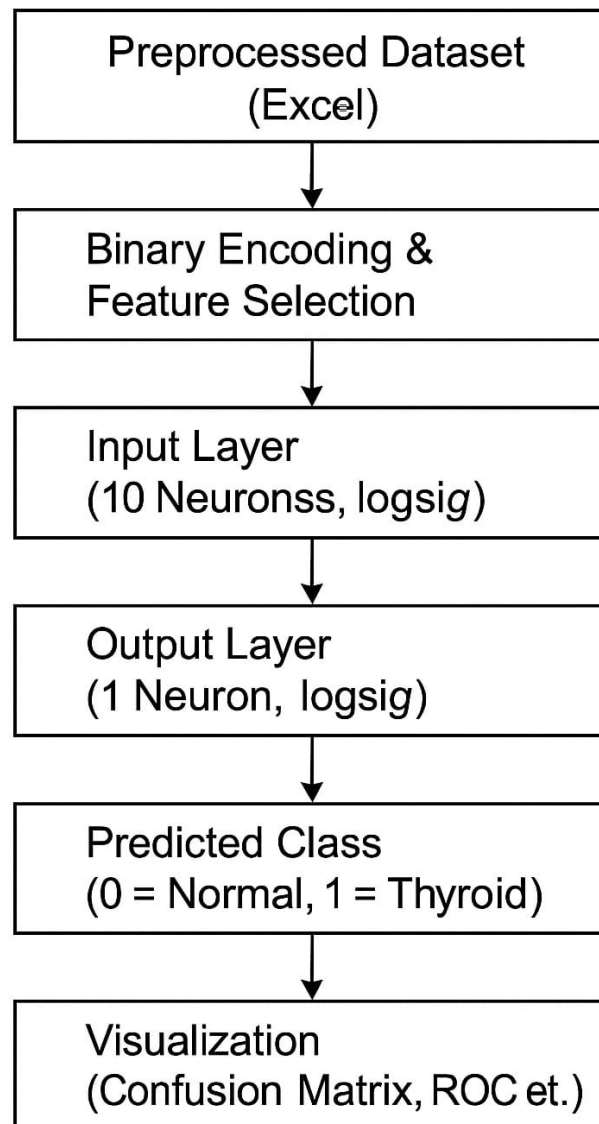 Preprocessed Dataset
(Excel)
Binary Encoding &
Feature Selection
Input Layer
(10 Neuronss, logsig)
Output Layer
(1 Neuron, logsig)
Predicted Class
(0 = Normal, 1 = Thyroid)
Visualization
(Confusion Matrix, ROC et.)